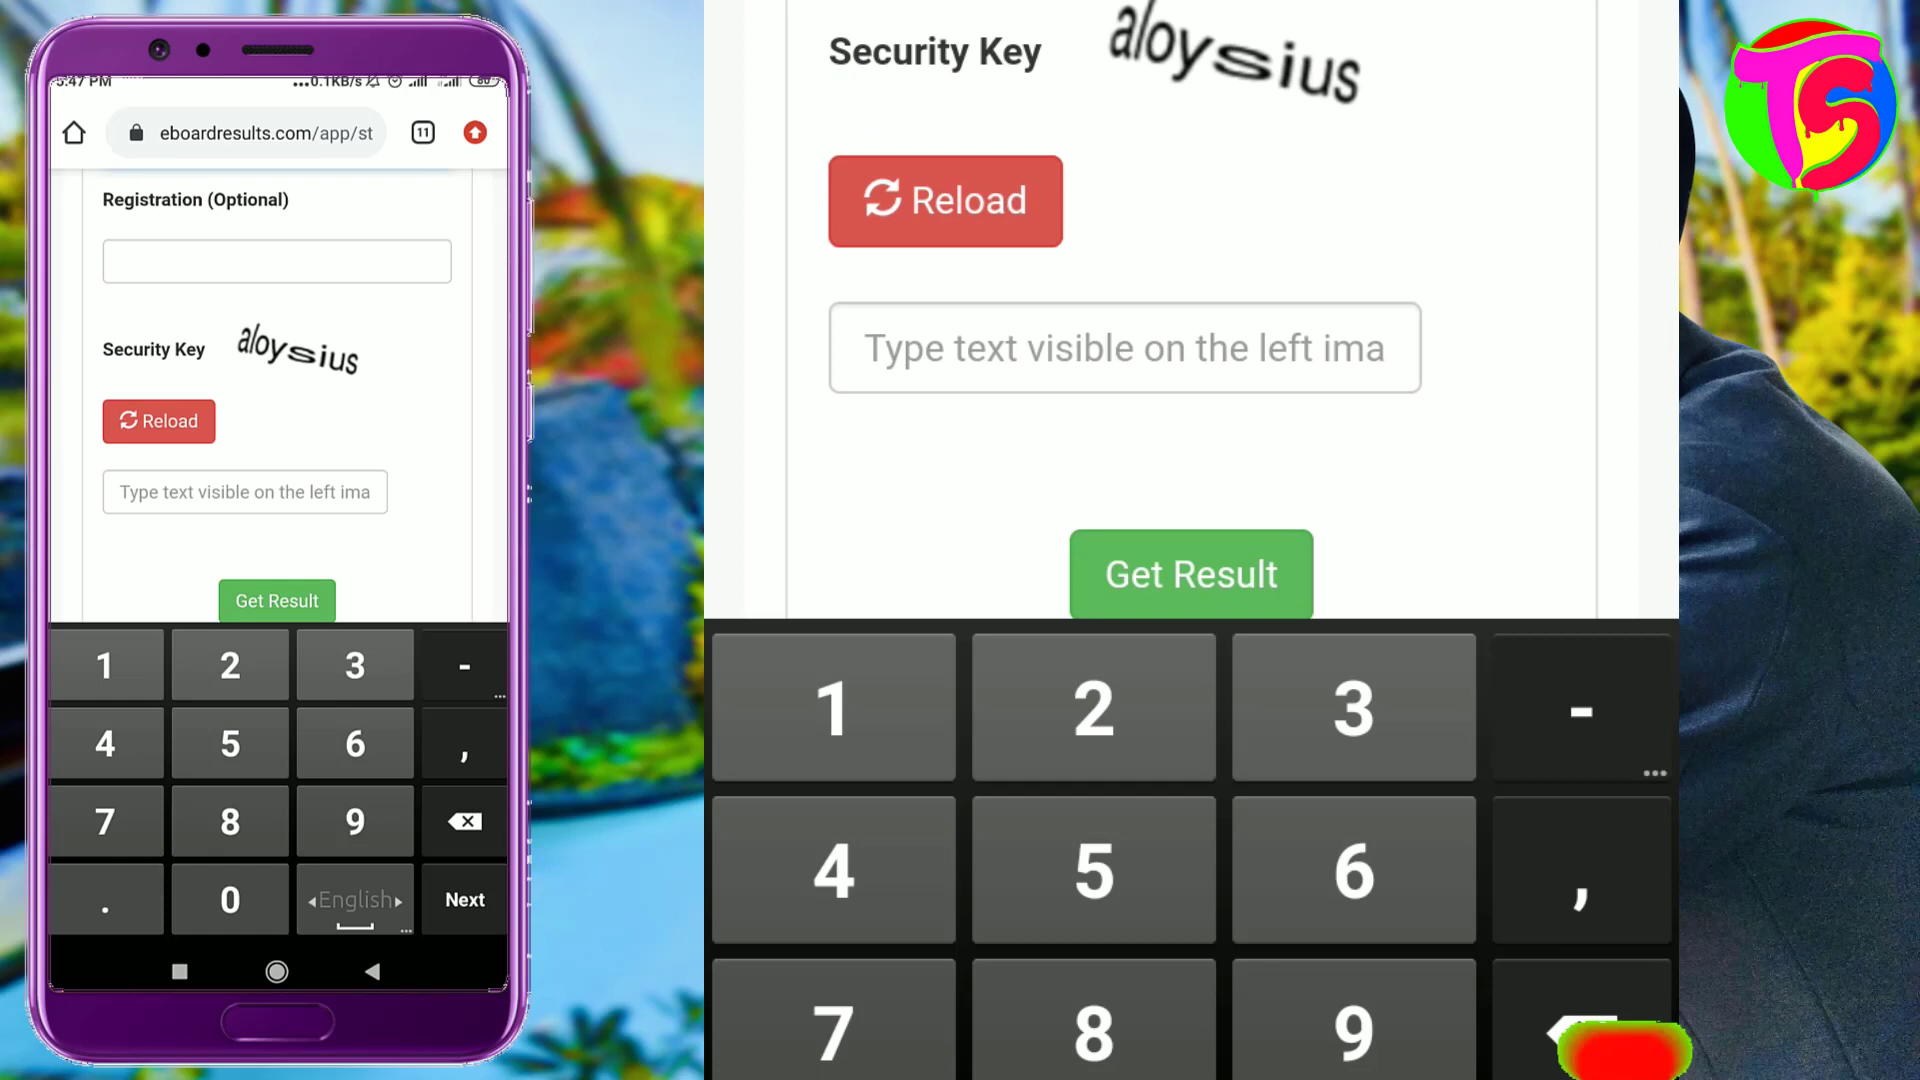 5:47 PM
...0.1KB/s
80
eboardresults.com/app/st
11
Registration (Optional)
Security Key
aloysius
Reload
Type text visible on the left ima
Get Result
1 2 3 -
...
4 5 6 ,
7 8 9
. 0 English Next
...
Security Key
aloysius
Reload
Type text visible on the left ima
Get Result
1 2 3 -
...
4 5 6 ,
7 8 9
TS